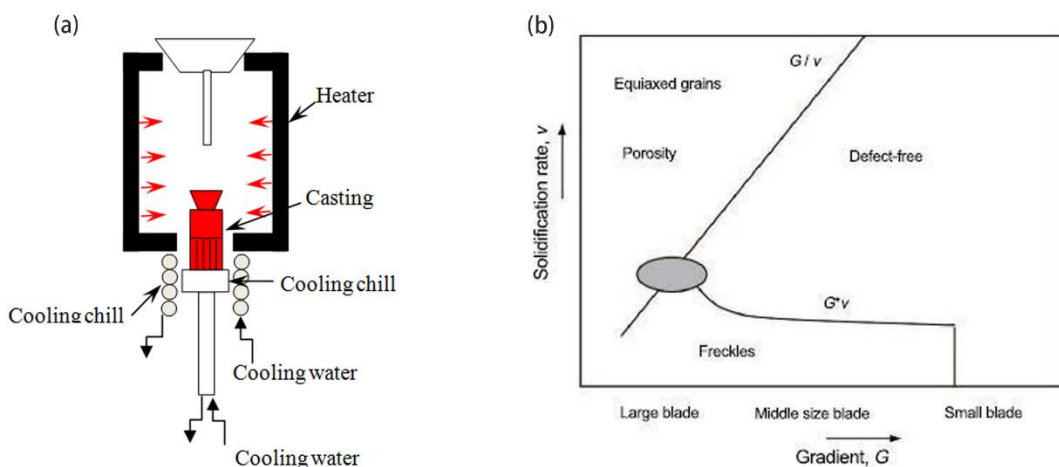 (a)
Heater
Casting
Cooling chill
Cooling chill
Cooling water
Cooling water
(b)
G / v
Equiaxed grains
Porosity
Defect-free
Solidification rate, v
G*v
Freckles
Large blade
Middle size blade
Small blade
Gradient, G